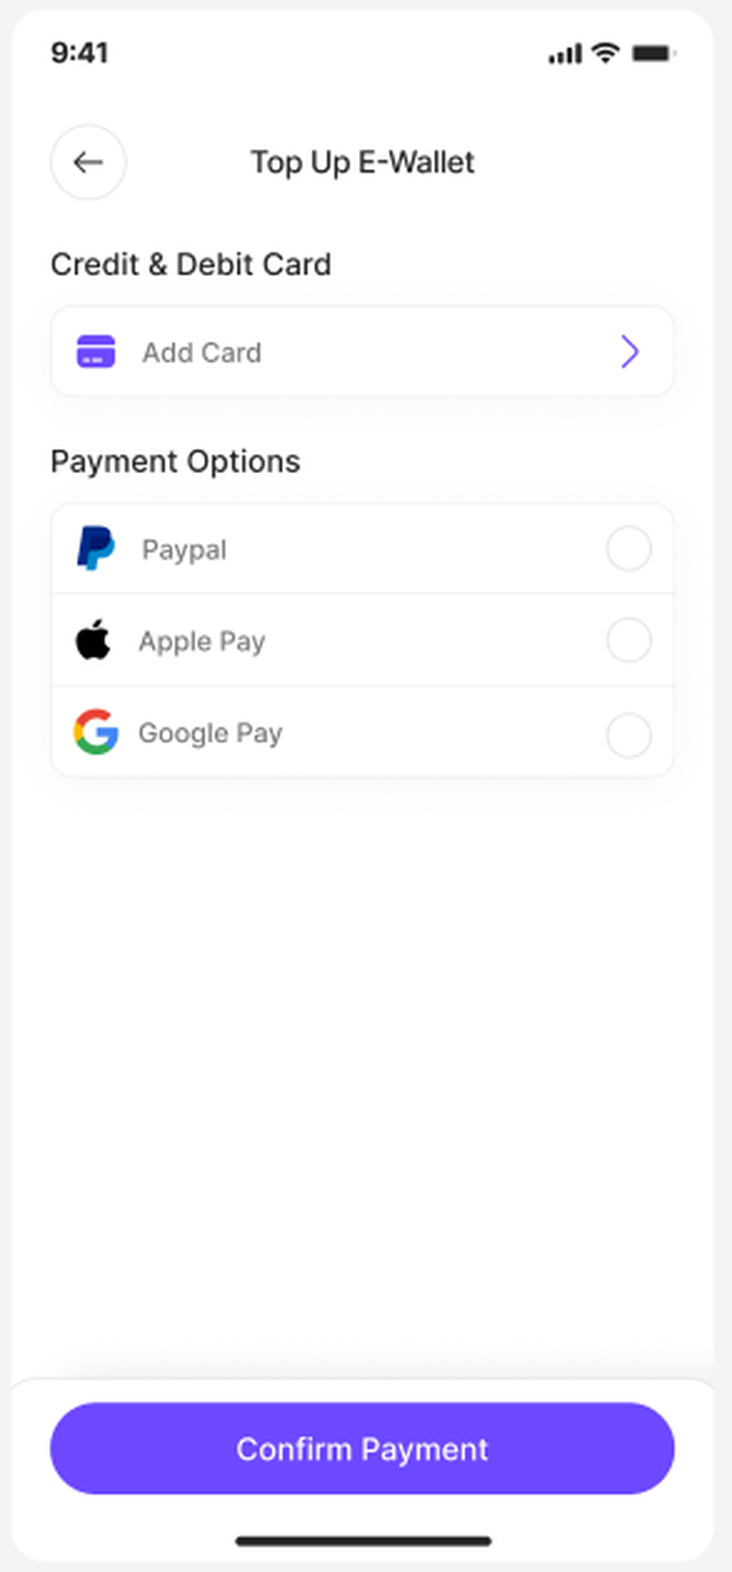 9:41
Top Up E-Wallet
Credit & Debit Card
Add Card
Payment Options
Paypal
Apple Pay
Google Pay
Confirm Payment